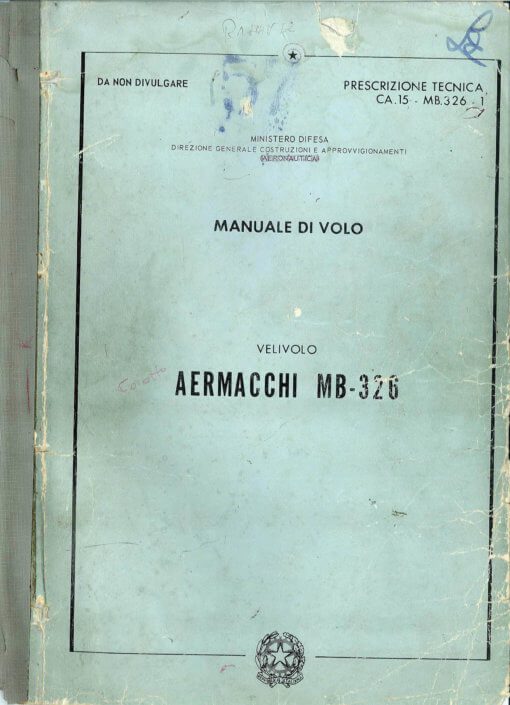 DA NON DIVULGARE
PRESCRIZIONE TECNICA
CA.15 - MB.326 - 1
MINISTERO DIFESA
DIREZIONE GENERALE COSTRUZIONI E APPROVVIGIONAMENTI
(AERONAUTICA)
MANUALE DI VOLO
VELIVOLO
AERMACCHI MB-326